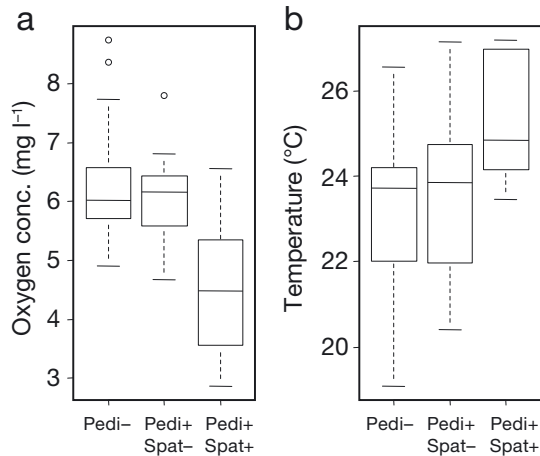 a
Oxygen conc. (mg l⁻¹)
8
7
6
5
4
3
Pedi–
Pedi+
Spat–
Pedi+
Spat+
b
Temperature (°C)
26
24
22
20
Pedi–
Pedi+
Spat–
Pedi+
Spat+